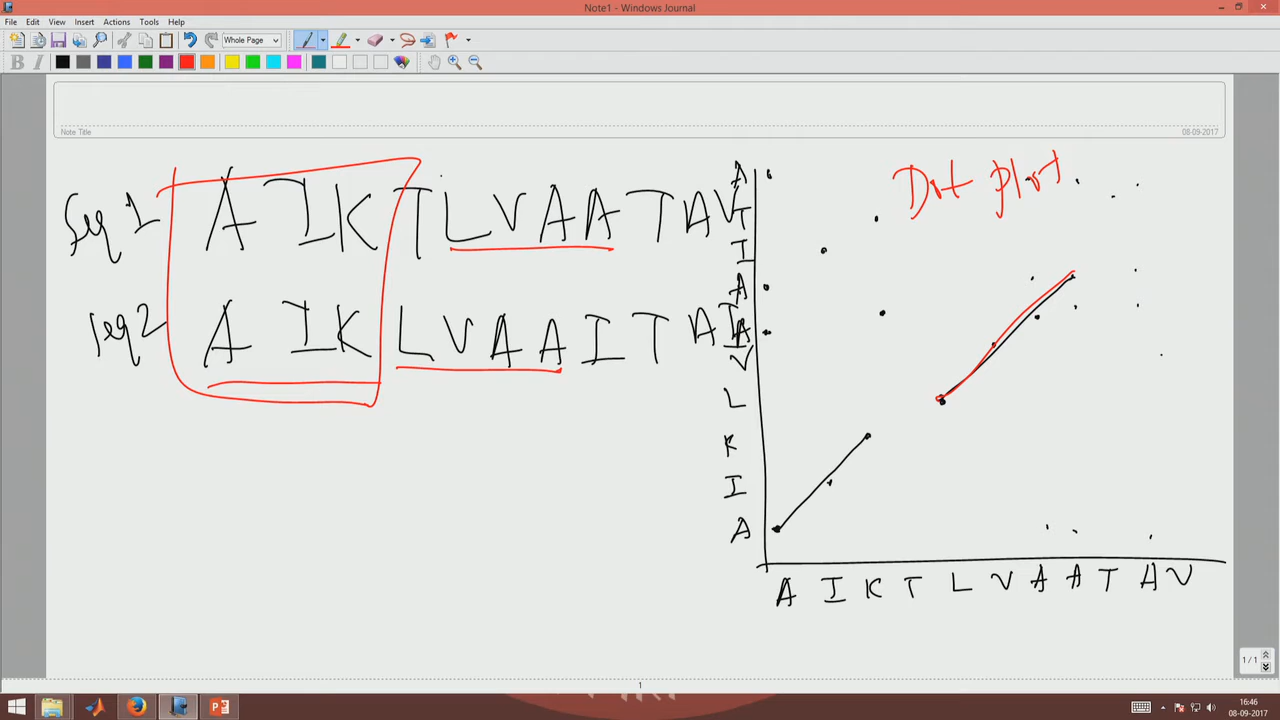 Note1 - Windows Journal
File Edit View Insert Actions Tools Help
Whole Page
B I
Note Title
08-09-2017
Dot plot
Seq 1 A I K T L V A A T A V
Seq 2 A I K L V A A I T A I
A
T
I
A
A
V
L
K
I
A
A I K T L V A A T A V
1/1
1
16:46
08-09-2017